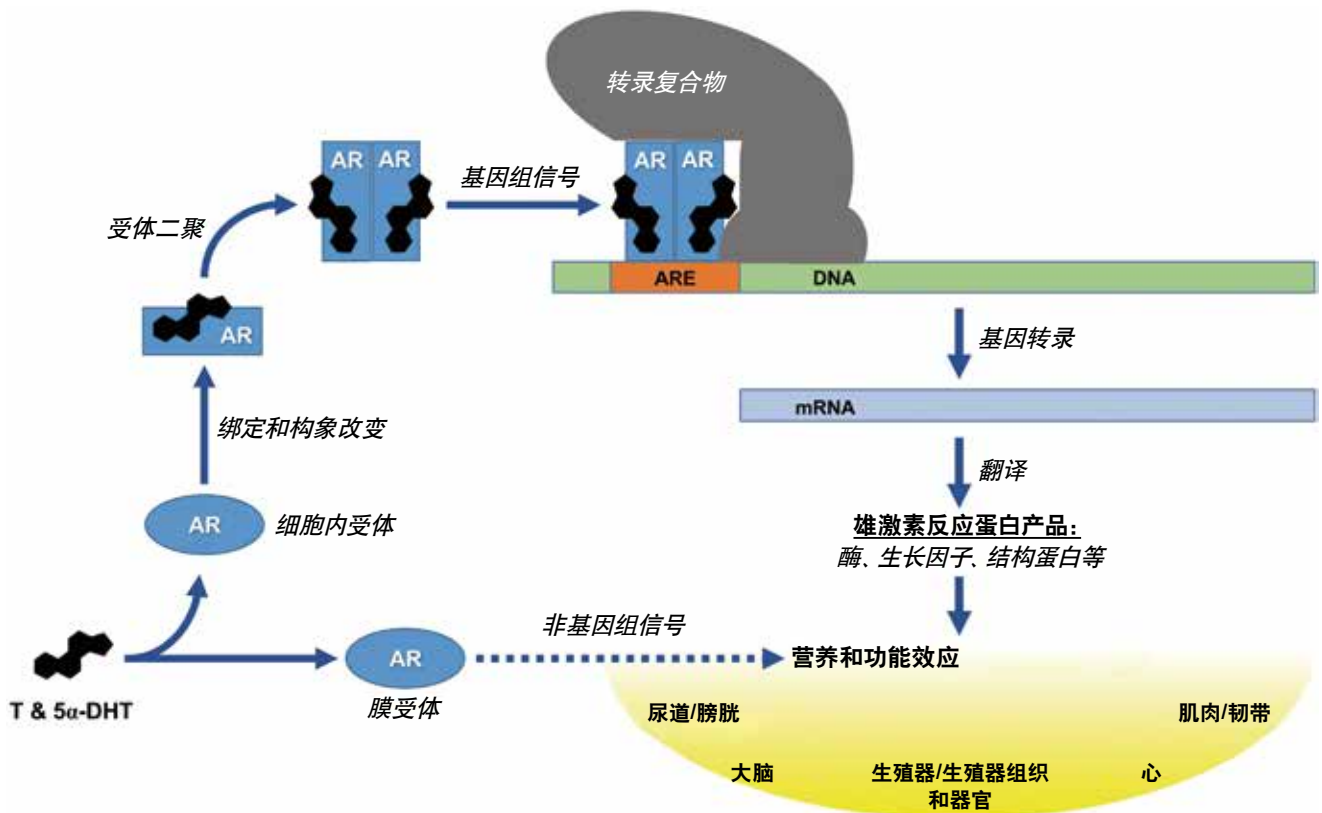 转录复合物
AR AR
AR AR
基因组信号
受体二聚
ARE
DNA
AR
基因转录
mRNA
绑定和构象改变
翻译
AR
细胞内受体
雄激素反应蛋白产品：
酶、生长因子、结构蛋白等
非基因组信号
AR
营养和功能效应
T & 5α-DHT
膜受体
尿道/膀胱
肌肉/韧带
大脑
生殖器/生殖器组织
和器官
心